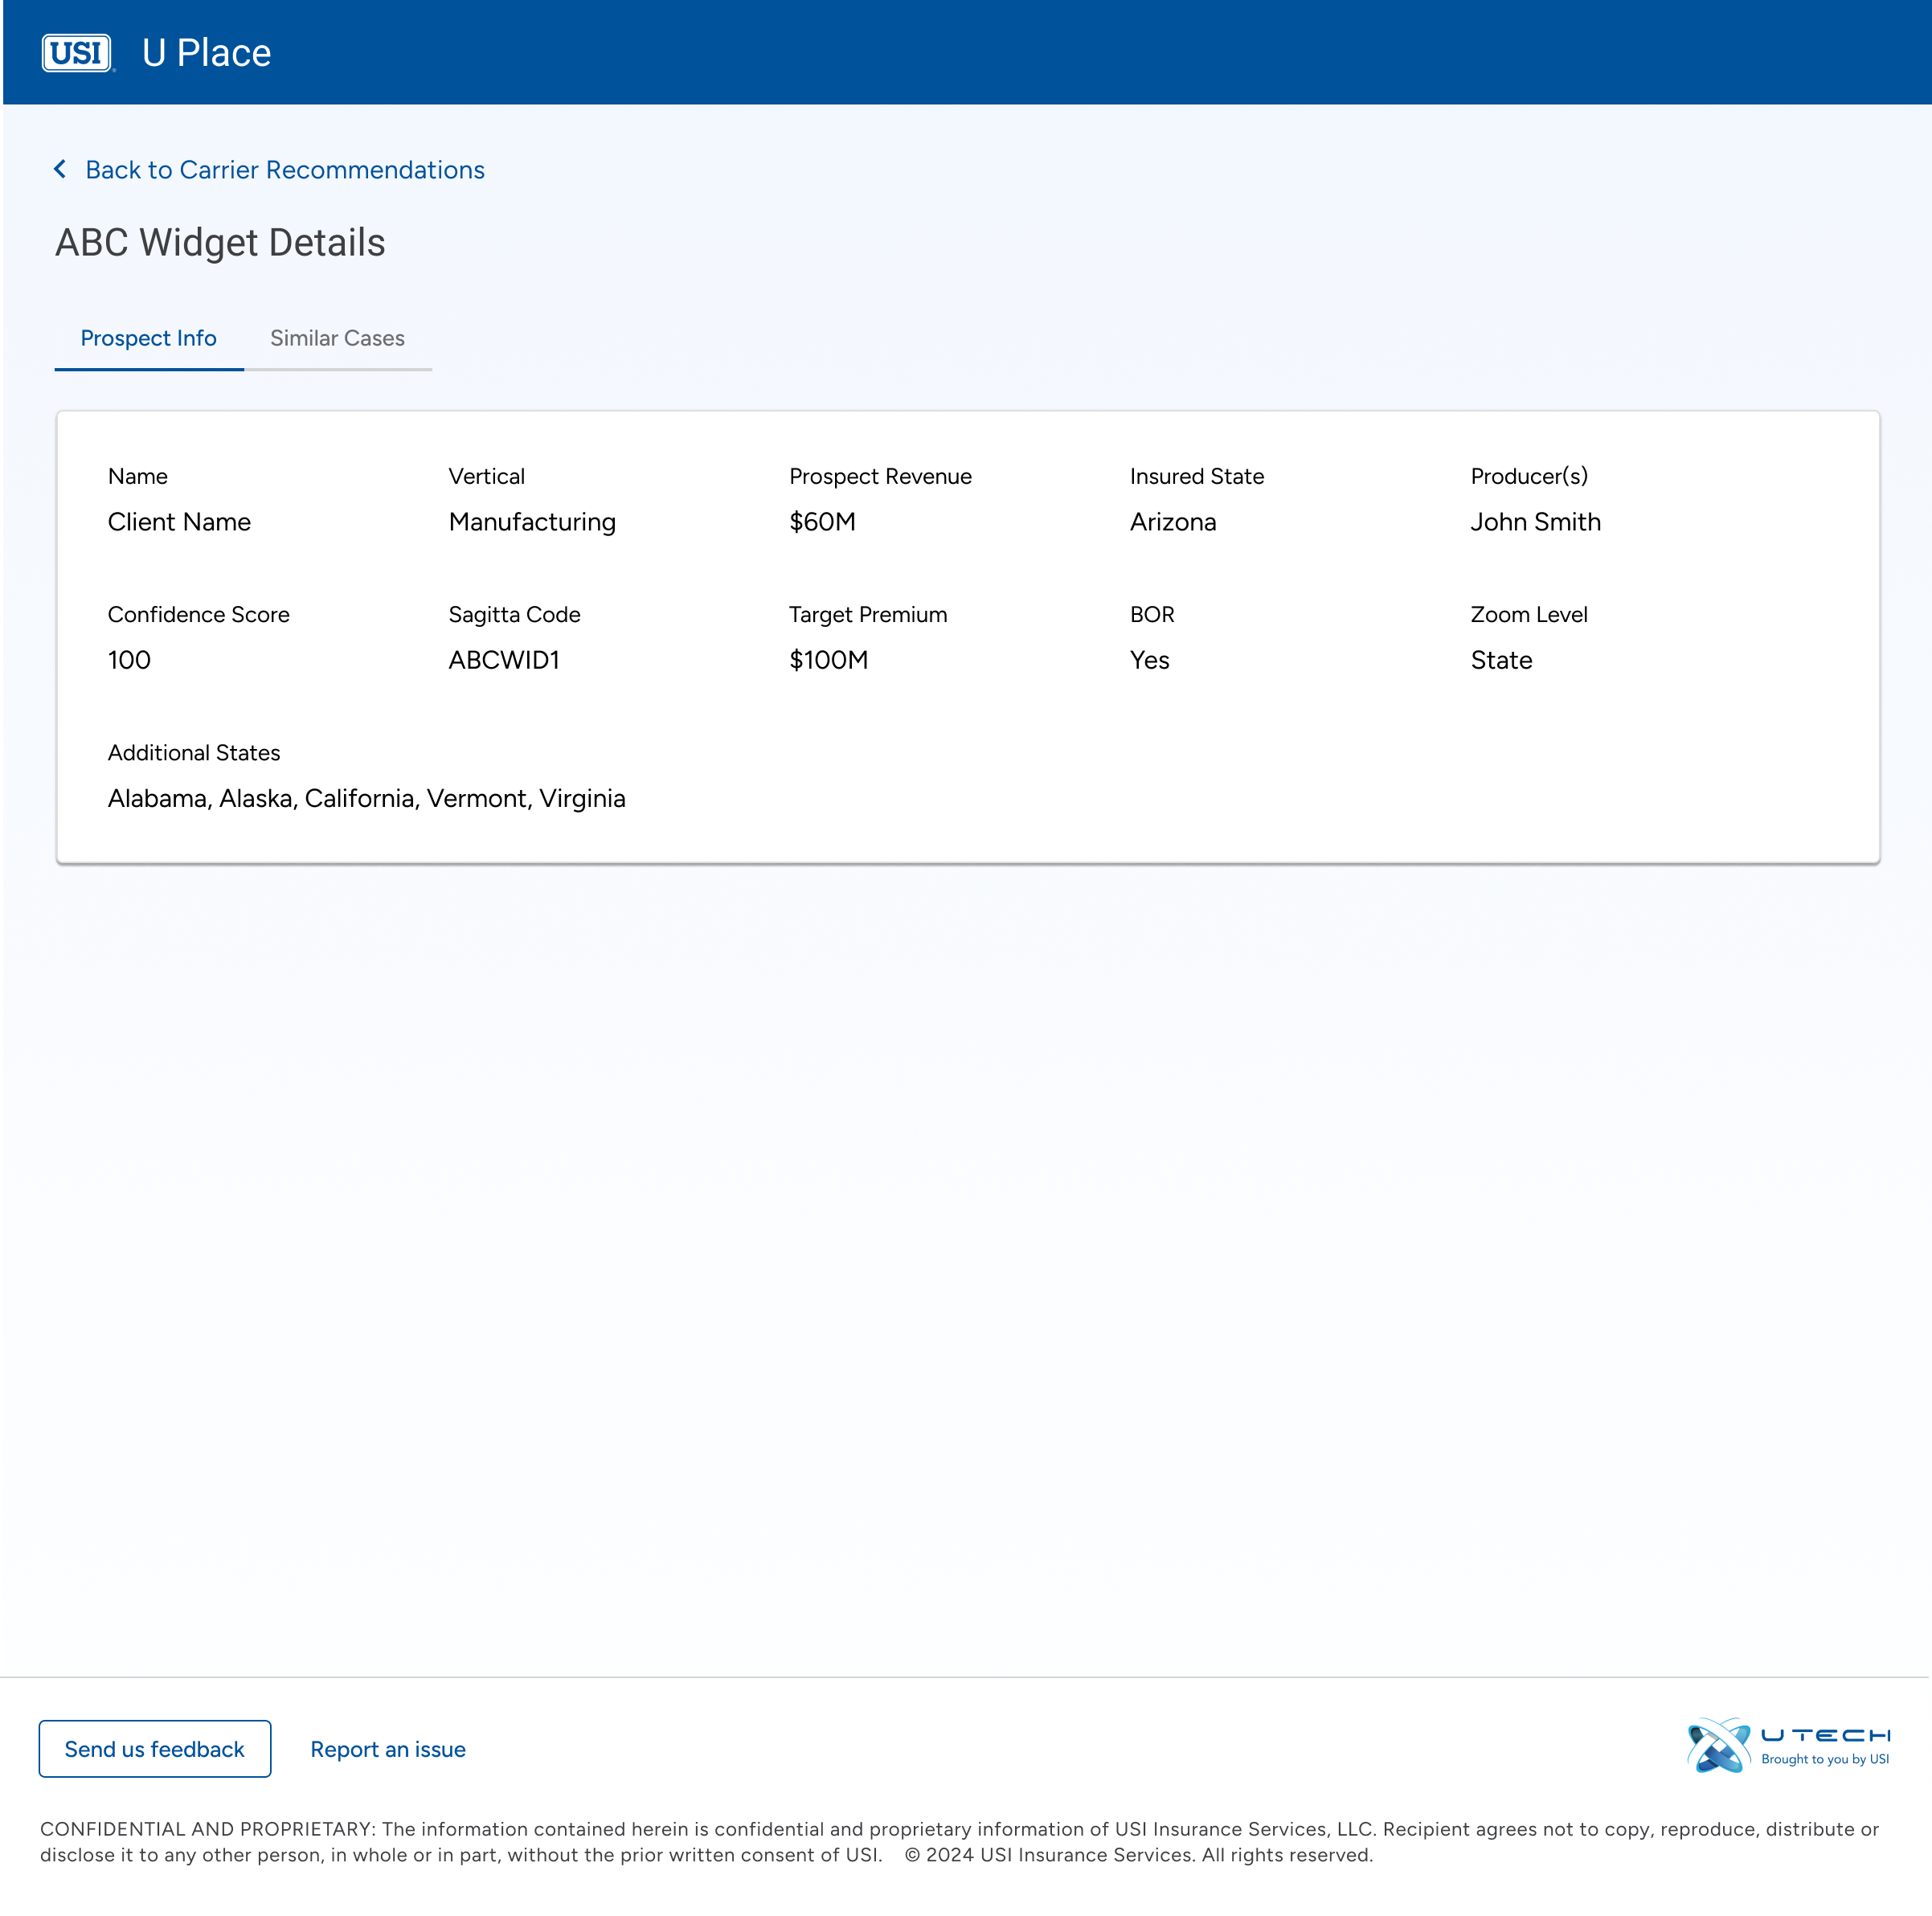 USI U Place
Back to Carrier Recommendations
ABC Widget Details
Prospect Info Similar Cases
Name Vertical Prospect Revenue Insured State Producer(s)
Client Name Manufacturing $60M Arizona John Smith
Confidence Score Sagitta Code Target Premium BOR Zoom Level
100 ABCWID1 $100M Yes State
Additional States
Alabama, Alaska, California, Vermont, Virginia
Send us feedback Report an issue
UTECH
Brought to you by USI
CONFIDENTIAL AND PROPRIETARY: The information contained herein is confidential and proprietary information of USI Insurance Services, LLC. Recipient agrees not to copy, reproduce, distribute or
disclose it to any other person, in whole or in part, without the prior written consent of USI. © 2024 USI Insurance Services. All rights reserved.